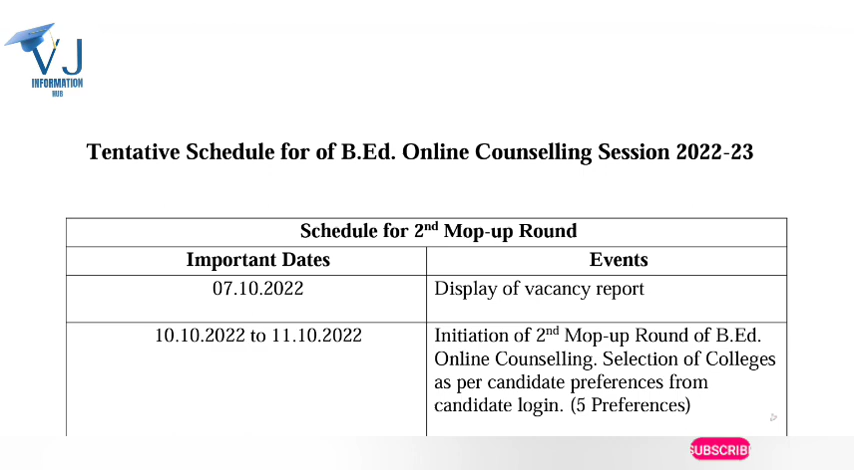 VJ
INFORMATION
HUB
Tentative Schedule for of B.Ed. Online Counselling Session 2022-23
Schedule for 2nd Mop-up Round
Important Dates Events
07.10.2022 Display of vacancy report
10.10.2022 to 11.10.2022 Initiation of 2nd Mop-up Round of B.Ed.
Online Counselling. Selection of Colleges
as per candidate preferences from
candidate login. (5 Preferences)
SUBSCRIB